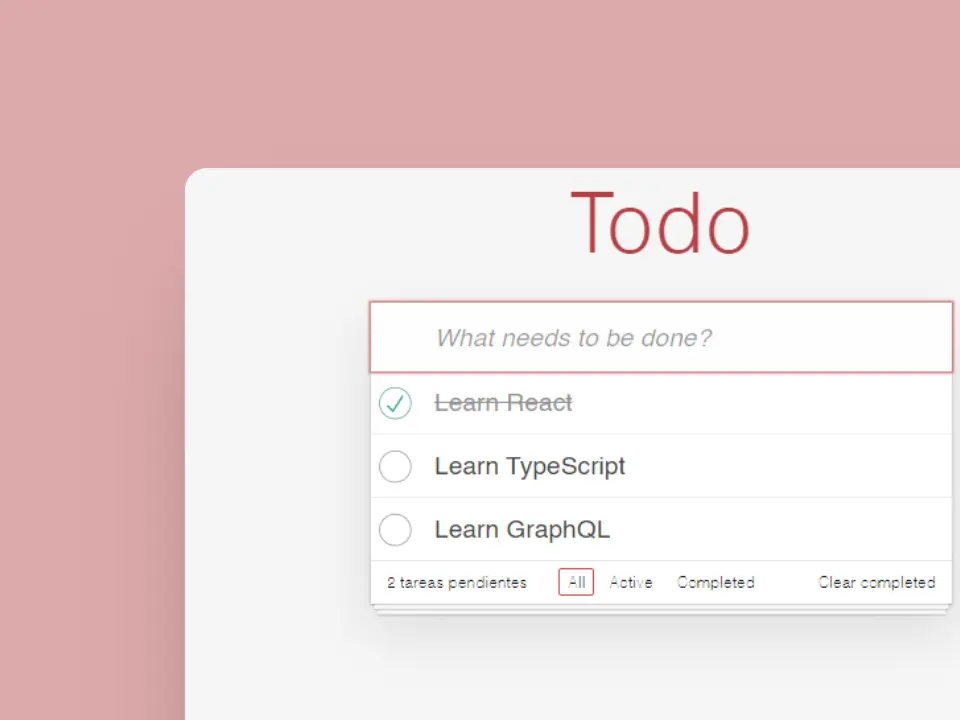 Todo
What needs to be done?
Learn React
Learn TypeScript
Learn GraphQL
2 tareas pendientes All Active Completed Clear completed